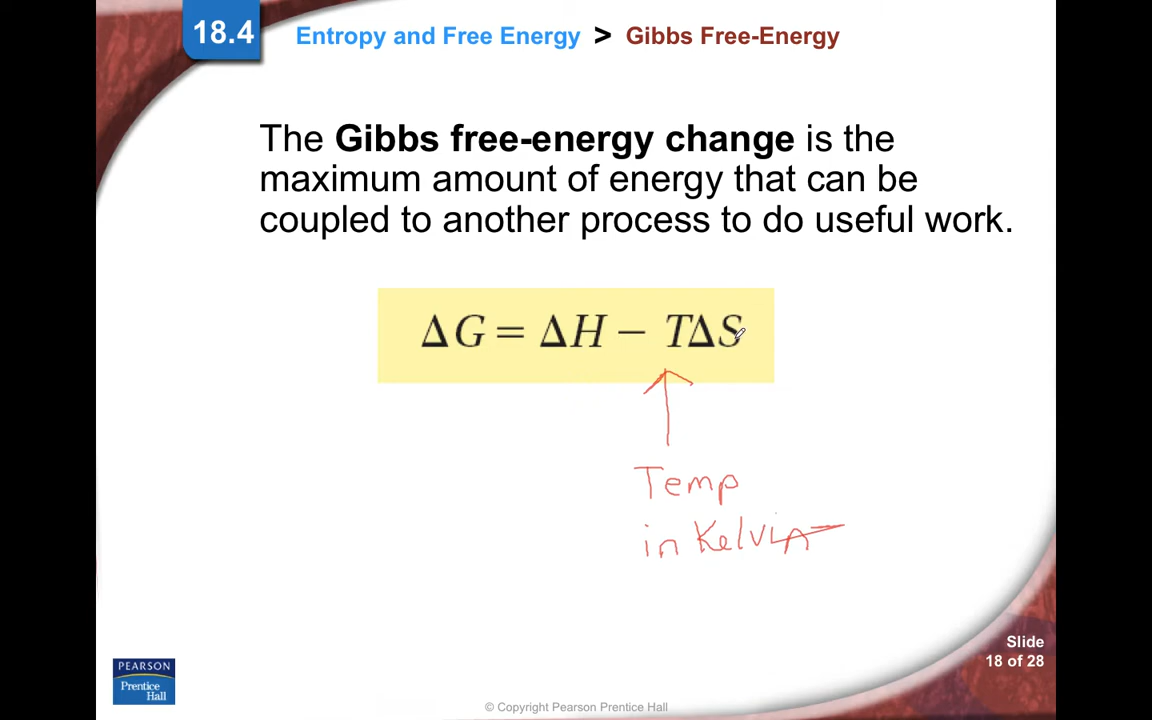 18.4
Entropy and Free Energy > Gibbs Free-Energy
The Gibbs free-energy change is the
maximum amount of energy that can be
coupled to another process to do useful work.
ΔG = ΔH − TΔS
Temp
in Kelvin
Slide
18 of 28
PEARSON
Prentice
Hall
© Copyright Pearson Prentice Hall